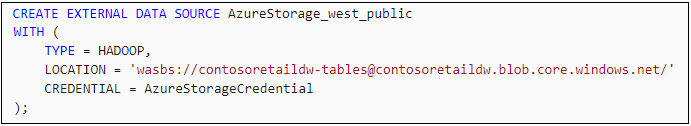 CREATE EXTERNAL DATA SOURCE AzureStorage_west_public
WITH (
    TYPE = HADOOP,
    LOCATION = 'wasbs://contosoretaildw-tables@contosoretaildw.blob.core.windows.net/'
    CREDENTIAL = AzureStorageCredential
);